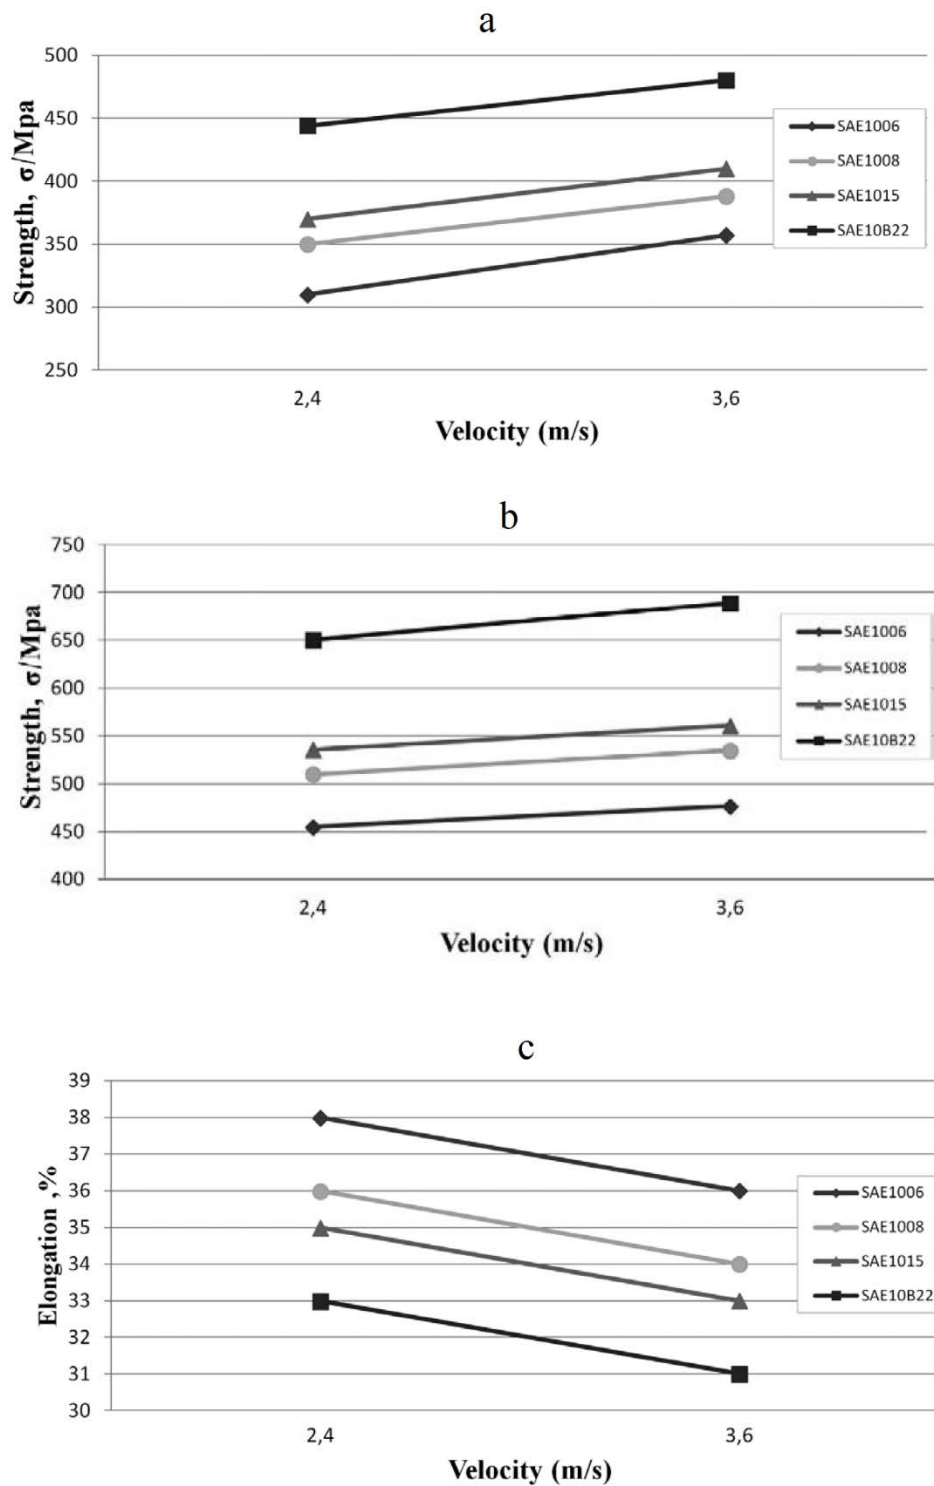 a
500
450
400
350
300
250
Strength, σ/Mpa
2,4
3,6
Velocity (m/s)
SAE1006
SAE1008
SAE1015
SAE10B22
b
750
700
650
600
550
500
450
400
Strength, σ/Mpa
2,4
3,6
Velocity (m/s)
SAE1006
SAE1008
SAE1015
SAE10B22
c
39
38
37
36
35
34
33
32
31
30
Elongation ,%
2,4
3,6
Velocity (m/s)
SAE1006
SAE1008
SAE1015
SAE10B22